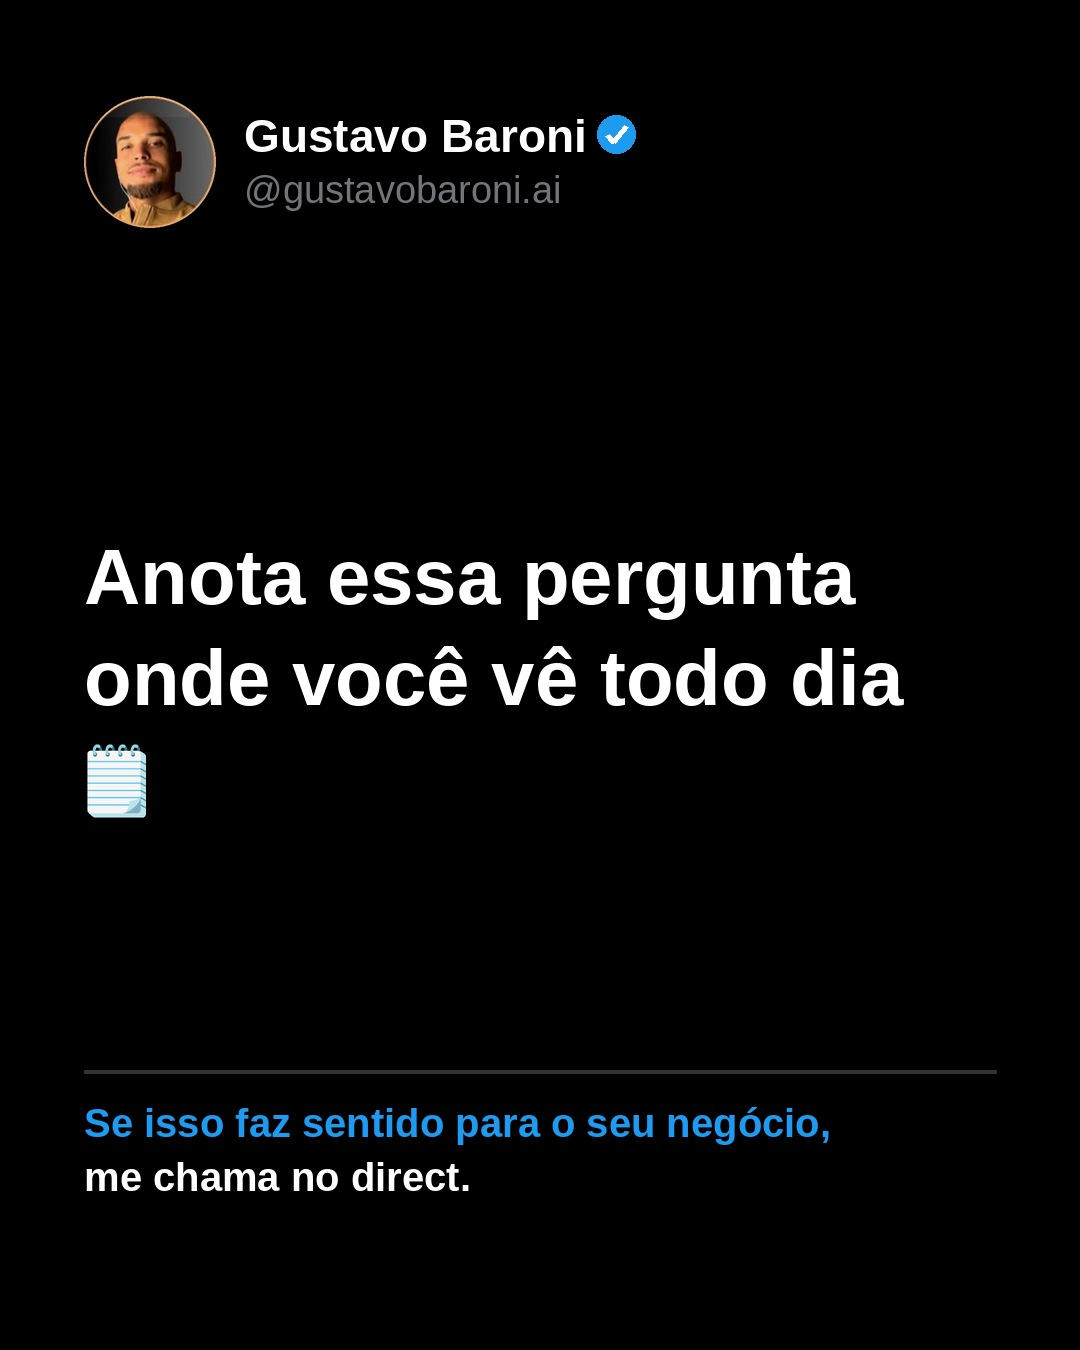 Gustavo Baroni
@gustavobaroni.ai
Anota essa pergunta
onde você vê todo dia
🗒️
Se isso faz sentido para o seu negócio,
me chama no direct.